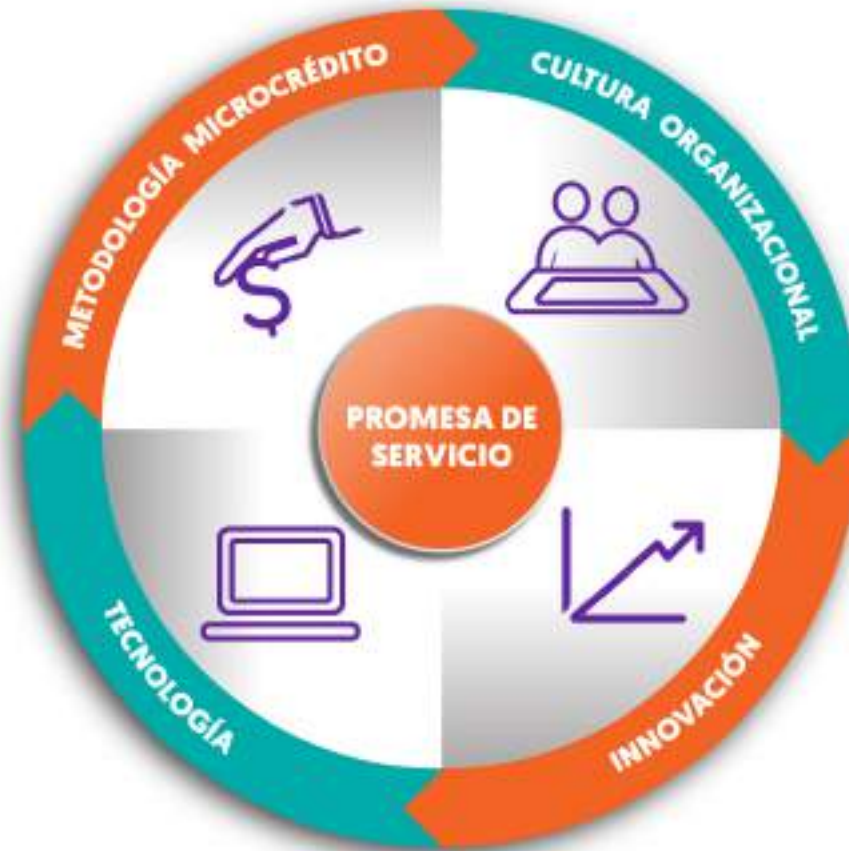 METODOLOGÍA MICROCRÉDITO
CULTURA ORGANIZACIONAL
PROMESA DE
SERVICIO
TECNOLOGÍA
INNOVACIÓN